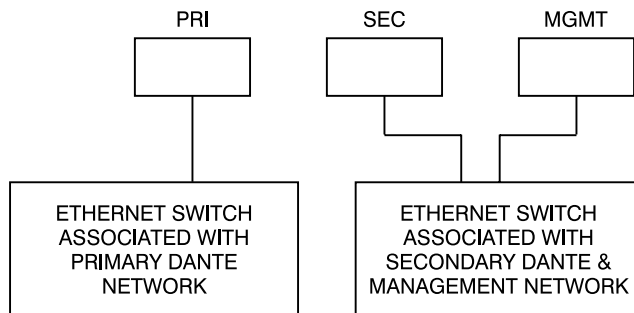 PRI
SEC
MGMT
ETHERNET SWITCH
ASSOCIATED WITH
PRIMARY DANTE
NETWORK
ETHERNET SWITCH
ASSOCIATED WITH
SECONDARY DANTE &
MANAGEMENT NETWORK